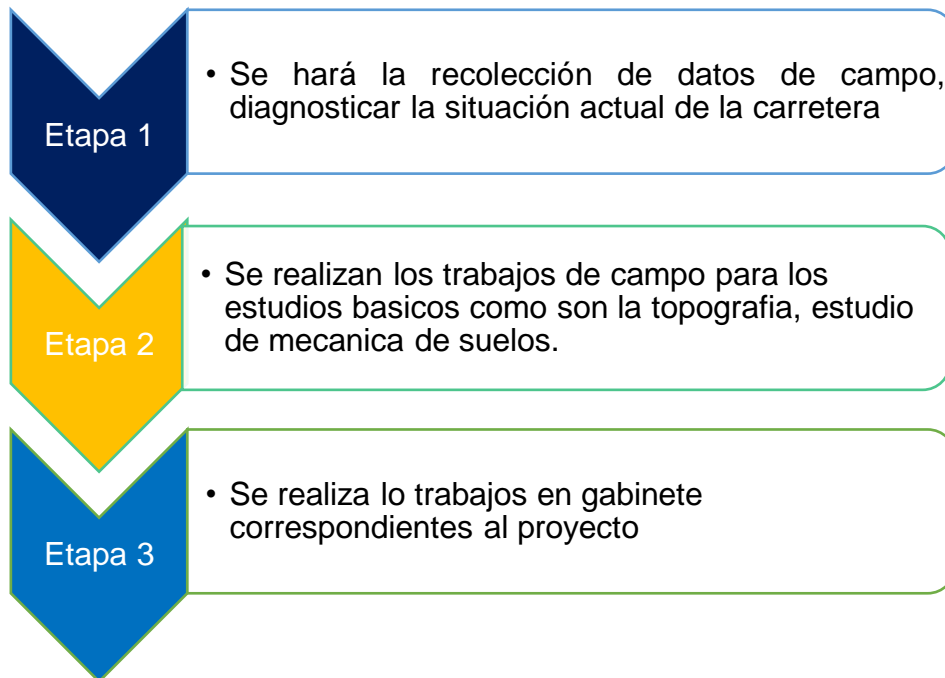 Etapa 1
• Se hará la recolección de datos de campo,
diagnosticar la situación actual de la carretera
Etapa 2
• Se realizan los trabajos de campo para los
estudios basicos como son la topografia, estudio
de mecanica de suelos.
Etapa 3
• Se realiza lo trabajos en gabinete
correspondientes al proyecto